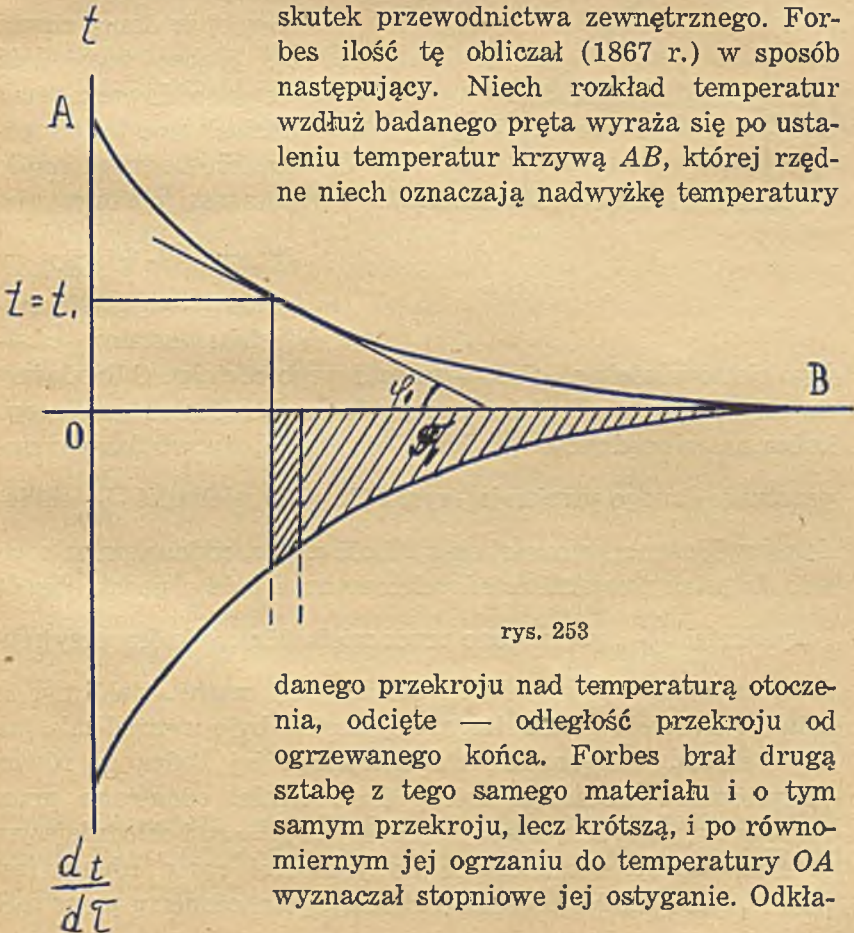 t
skutek przewodnictwa zewnętrznego. For-
bes ilość tę obliczał (1867 r.) w sposób
następujący. Niech rozkład temperatur
A
wzdłuż badanego pręta wyraża się po usta-
leniu temperatur krzywą AB, której rzęd-
ne niech oznaczają nadwyżkę temperatury
t=t₁
φ₁
B
O
F₁
rys. 253
danego przekroju nad temperaturą otocze-
nia, odcięte — odległość przekroju od
ogrzewanego końca. Forbes brał drugą
sztabę z tego samego materiału i o tym
samym przekroju, lecz krótszą, i po równo-
miernym jej ogrzaniu do temperatury OA
wyznaczał stopniowe jej ostyganie. Odkła-
dt
dτ